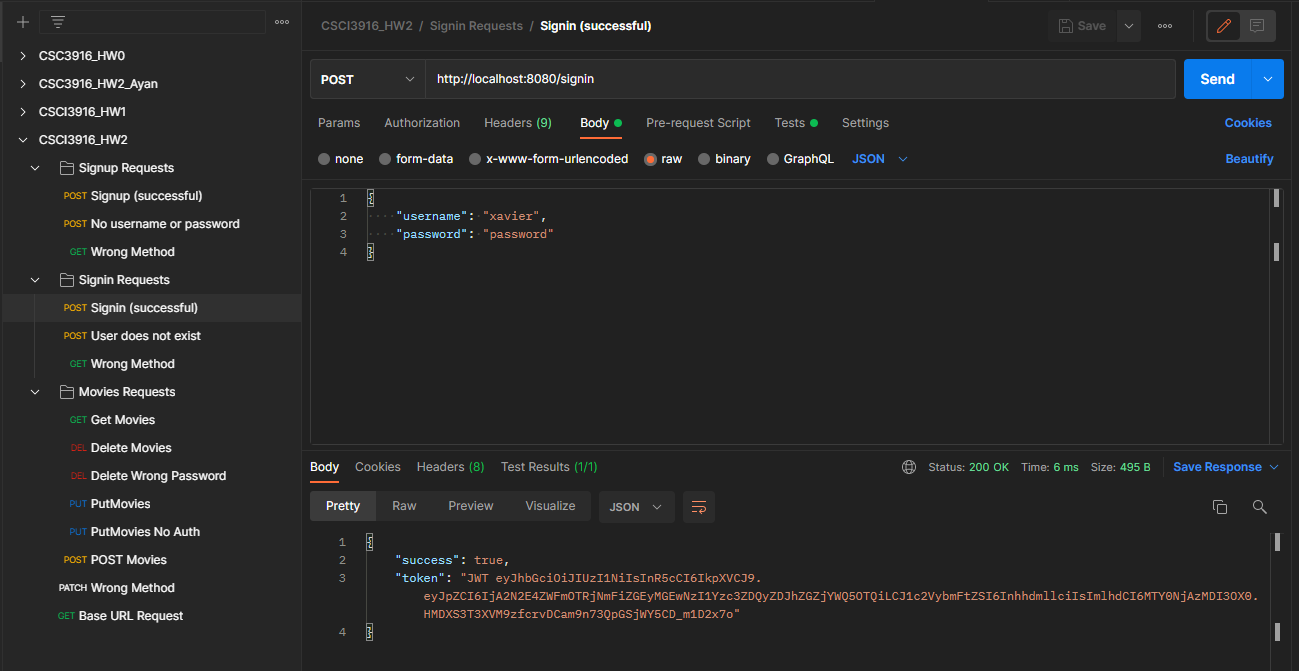 CSC3916_HW0
CSC3916_HW2_Ayan
CSCI3916_HW1
CSCI3916_HW2
Signup Requests
POST Signup (successful)
POST No username or password
GET Wrong Method
Signin Requests
POST Signin (successful)
POST User does not exist
GET Wrong Method
Movies Requests
GET Get Movies
DEL Delete Movies
DEL Delete Wrong Password
PUT PutMovies
PUT PutMovies No Auth
POST POST Movies
PATCH Wrong Method
GET Base URL Request
CSCI3916_HW2 / Signin Requests / Signin (successful)
Save
POST http://localhost:8080/signin Send
Params Authorization Headers (9) Body Pre-request Script Tests Settings Cookies
none form-data x-www-form-urlencoded raw binary GraphQL JSON Beautify
1 {
2 "username": "xavier",
3 "password": "password"
4 }
Body Cookies Headers (8) Test Results (1/1) Status: 200 OK Time: 6 ms Size: 495 B Save Response
Pretty Raw Preview Visualize JSON
1 {
2 "success": true,
3 "token": "JWT eyJhbGciOiJIUzI1NiIsInR5cCI6IkpXVCJ9.
eyJpZCI6IjA2N2E4ZWFmOTRjNmFiZGEyMGEwNzI1Yzc3ZDQyZDJhZGZjYWQ5OTQiLCJ1c2VybmFtZSI6InhhdmllciIsImlhdCI6MTY0NjAzMDI3OX0.
HMDXS3T3XVM9zfcrvDCam9n73QpGSjWY5CD_m1D2x7o"
4 }